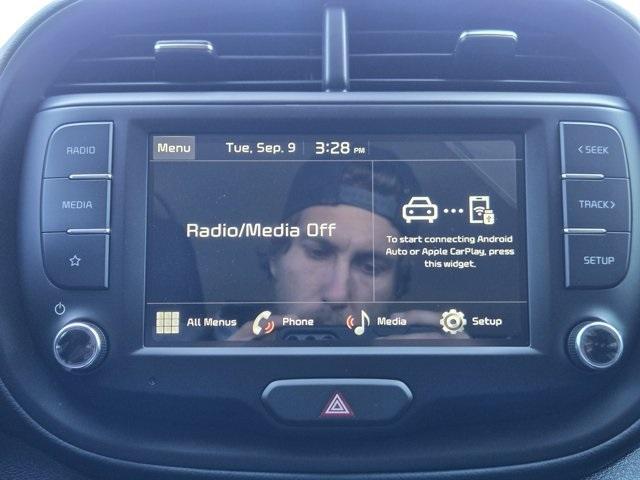 Menu Tue, Sep. 9 3:28 PM
RADIO
MEDIA
Radio/Media Off
To start connecting Android
Auto or Apple CarPlay, press
this widget.
All Menus Phone Media Setup
< SEEK
TRACK >
SETUP